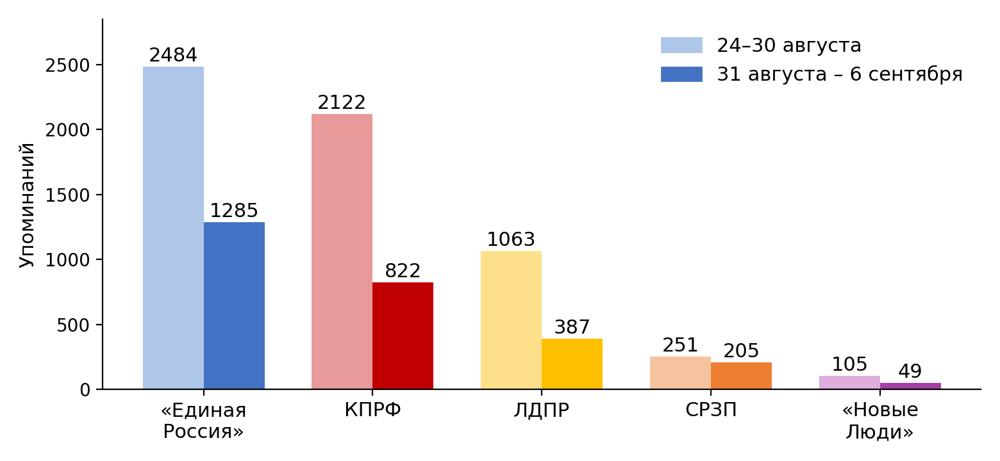 24–30 августа
31 августа – 6 сентября
Упоминаний
2500
2000
1500
1000
500
0
2484
1285
2122
822
1063
387
251
205
105
49
«Единая
Россия»
КПРФ
ЛДПР
СРЗП
«Новые
Люди»